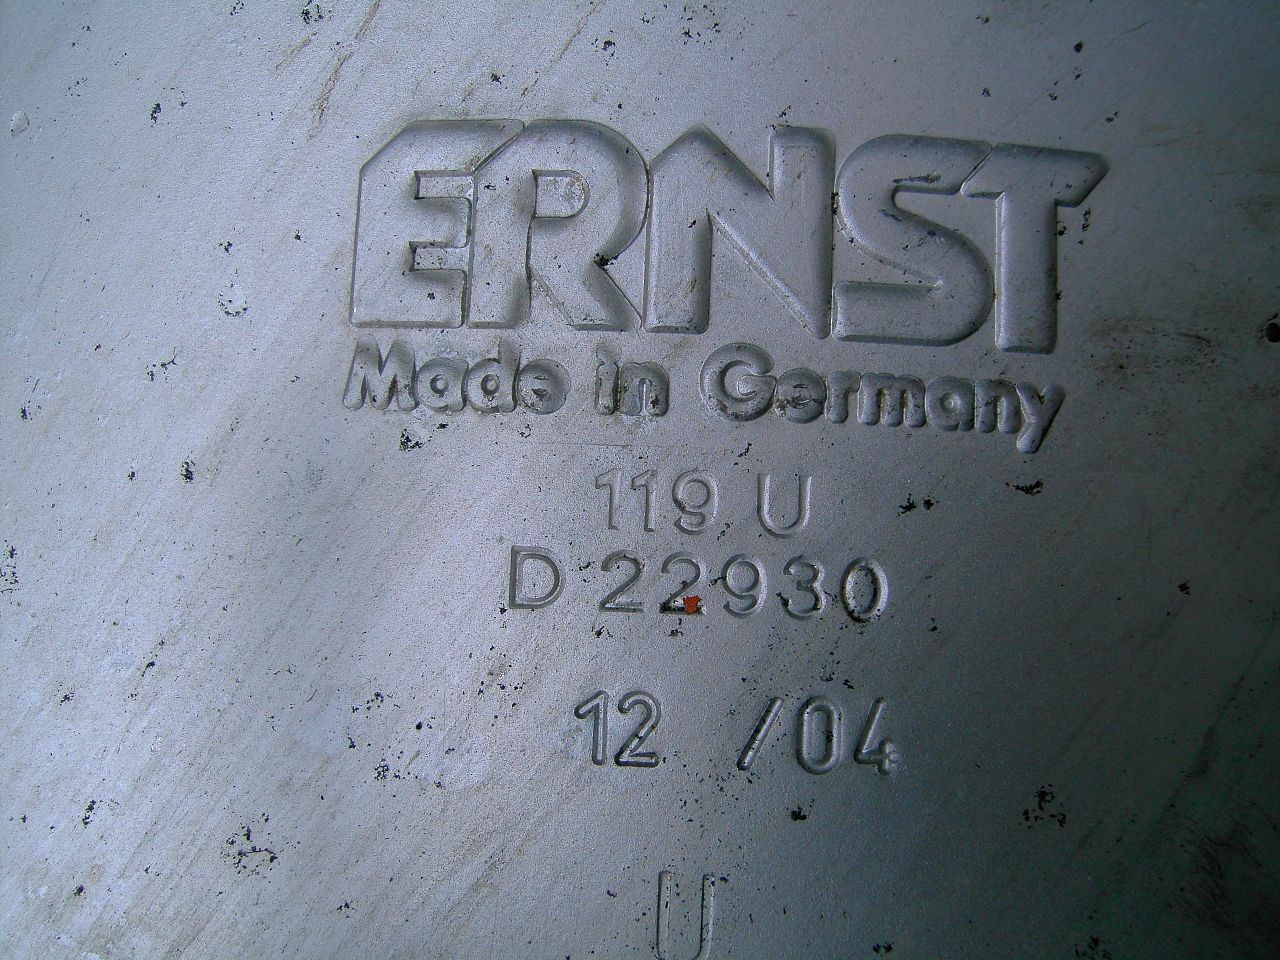 ERNST
Made in Germany
119 U
D 22930
12 /04
U